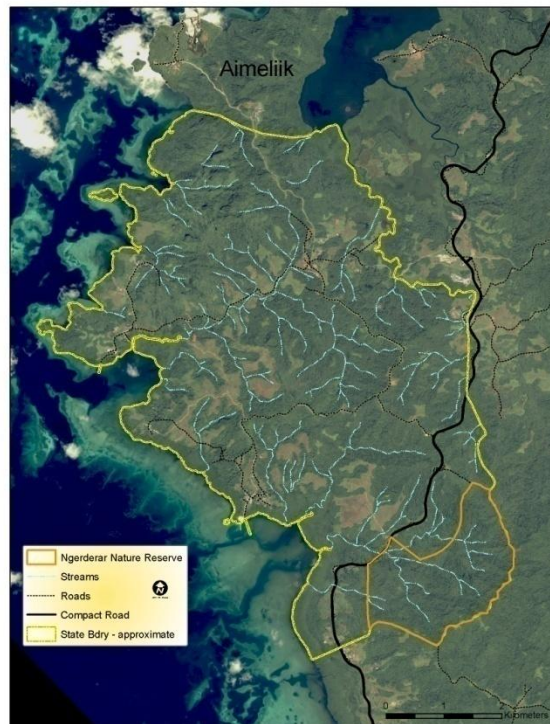 Aimeliik
Ngerderar Nature Reserve
Streams
Roads
Compact Road
State Bdry - approximate
0 1 2
Kilometers